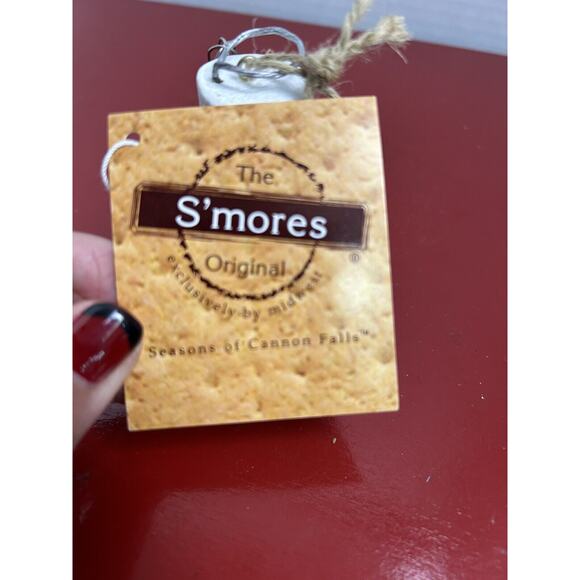 The
S'mores
®
Original
exclusively by midwest
Seasons of Cannon Falls™